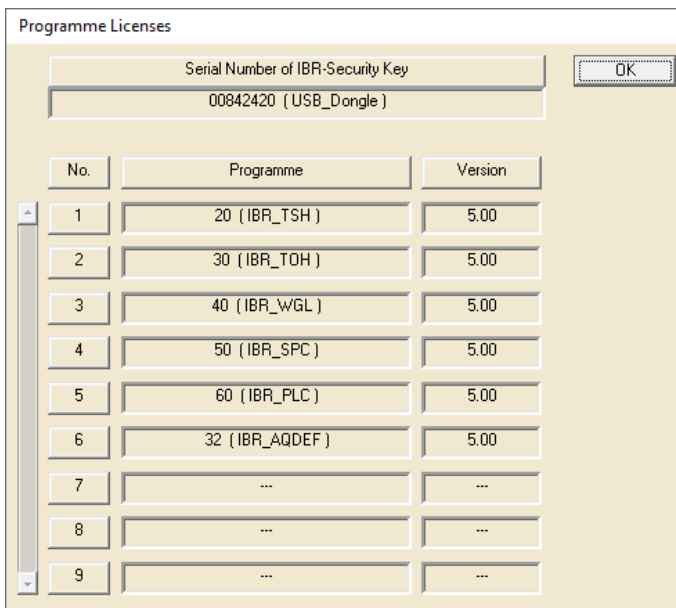 Programme Licenses
Serial Number of IBR-Security Key
OK
00842420 ( USB_Dongle )
No. Programme Version
1 20 ( IBR_TSH ) 5.00
2 30 ( IBR_TOH ) 5.00
3 40 ( IBR_WGL ) 5.00
4 50 ( IBR_SPC ) 5.00
5 60 ( IBR_PLC ) 5.00
6 32 ( IBR_AQDEF ) 5.00
7 --- ---
8 --- ---
9 --- ---